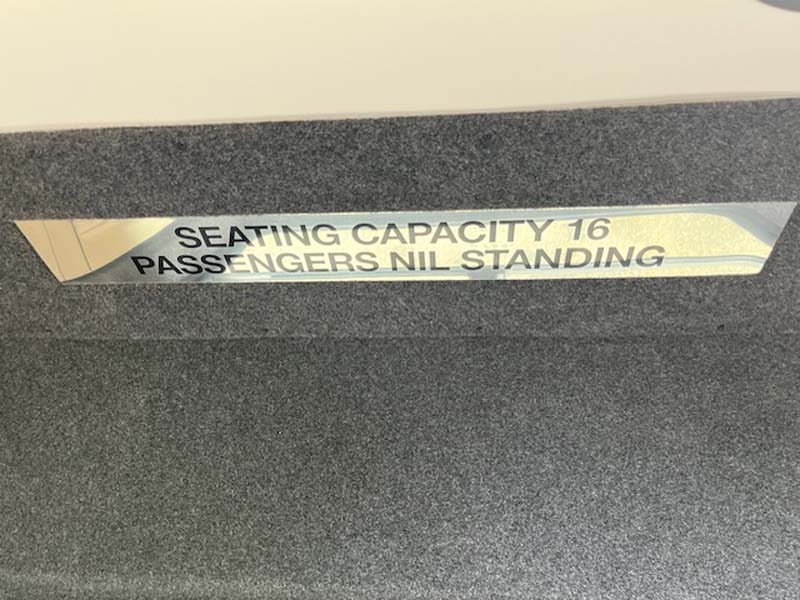 SEATING CAPACITY 16
PASSENGERS NIL STANDING